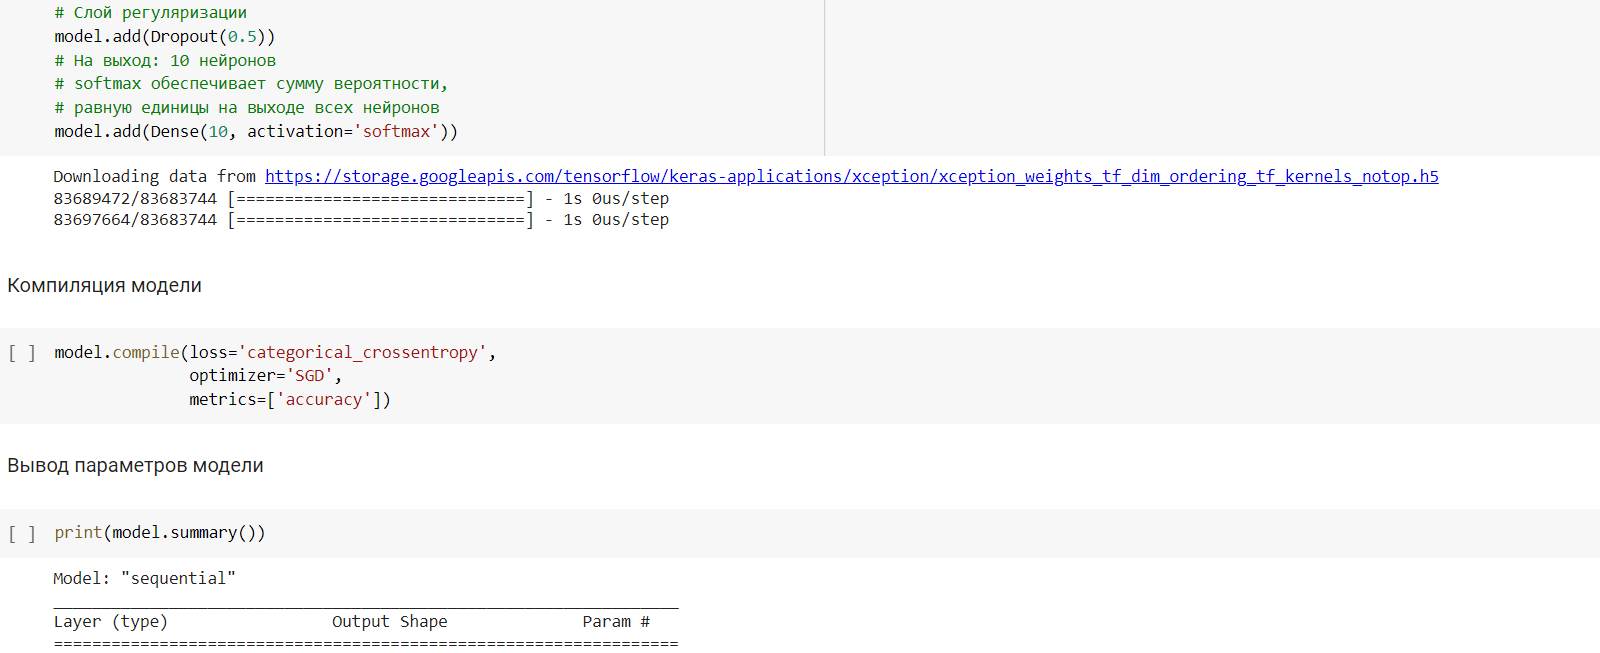 # Слой регуляризации
model.add(Dropout(0.5))
# На выход: 10 нейронов
# softmax обеспечивает сумму вероятности,
# равную единицы на выходе всех нейронов
model.add(Dense(10, activation='softmax'))
Downloading data from https://storage.googleapis.com/tensorflow/keras-applications/xception/xception_weights_tf_dim_ordering_tf_kernels_notop.h5
83689472/83683744 [==============================] - 1s 0us/step
83697664/83683744 [==============================] - 1s 0us/step
Компиляция модели
[ ] model.compile(loss='categorical_crossentropy',
optimizer='SGD',
metrics=['accuracy'])
Вывод параметров модели
[ ] print(model.summary())
Model: "sequential"
_________________________________________________________________
Layer (type) Output Shape Param #
=================================================================